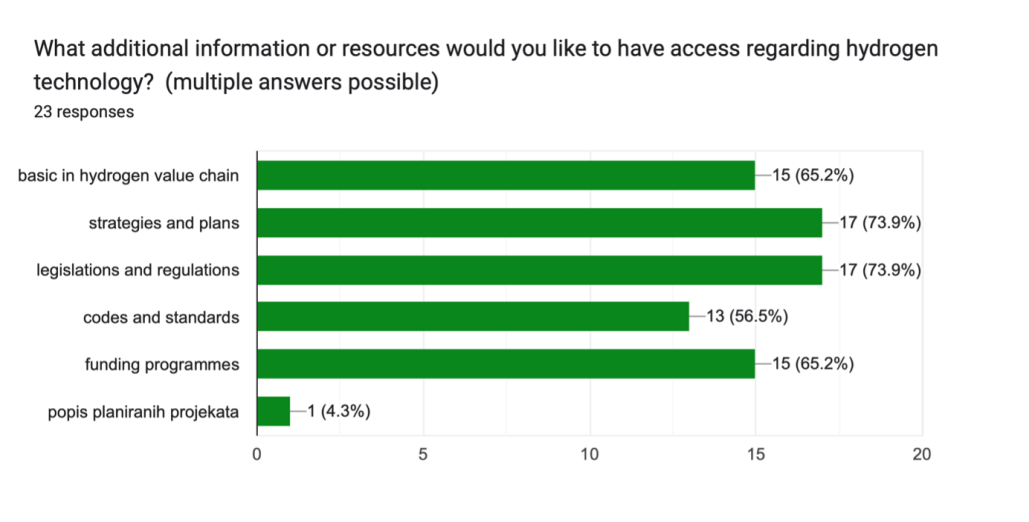 What additional information or resources would you like to have access regarding hydrogen
technology? (multiple answers possible)
23 responses
basic in hydrogen value chain
15 (65.2%)
strategies and plans
17 (73.9%)
legislations and regulations
17 (73.9%)
codes and standards
13 (56.5%)
funding programmes
15 (65.2%)
popis planiranih projekata
1 (4.3%)
0
5
10
15
20